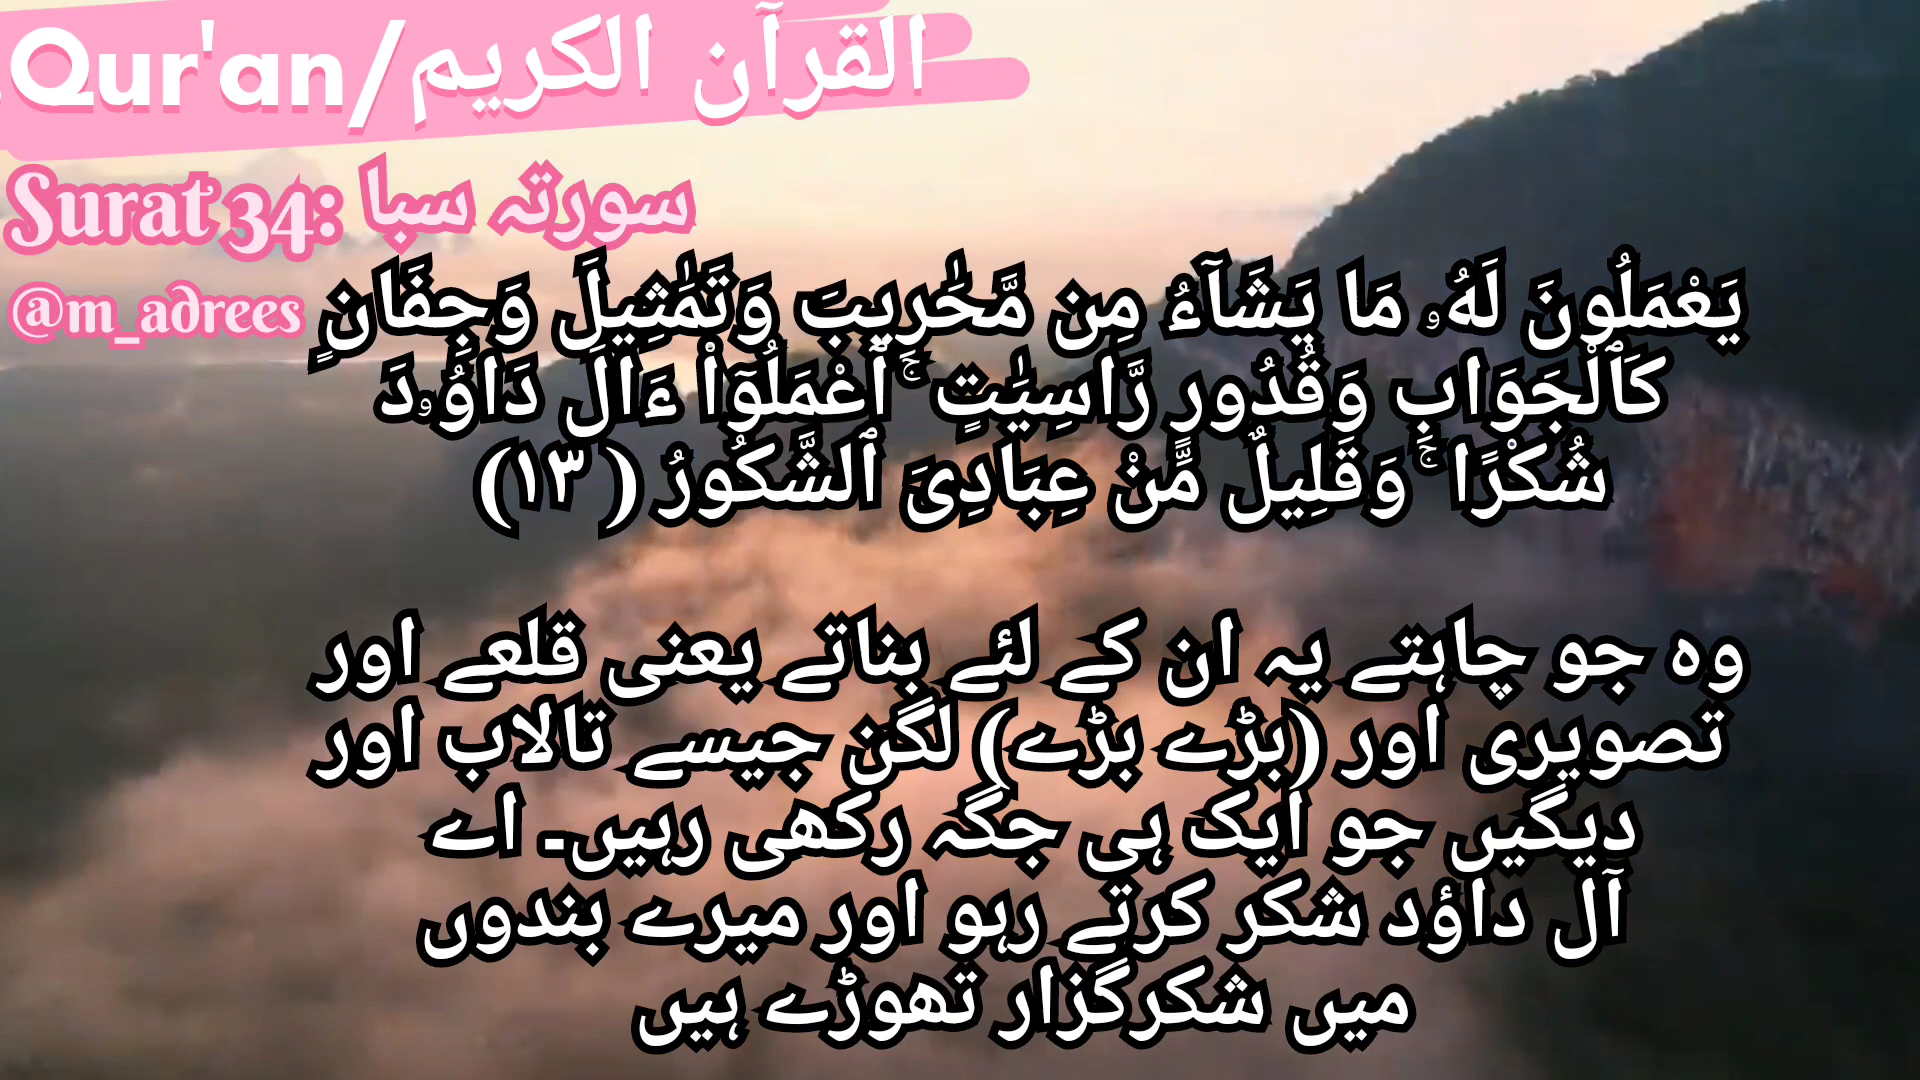 Qur'an/القرآن الكريم
Surat 34: سورتہ سبا
@m_adrees
يَعْمَلُونَ لَهُۥ مَا يَشَآءُ مِن مَّحَٰرِيبَ وَتَمَٰثِيلَ وَجِفَانٍ
كَٱلْجَوَابِ وَقُدُورٍ رَّاسِيَٰتٍ ۚ ٱعْمَلُوٓا۟ ءَالَ دَاوُۥدَ
شُكْرًا ۚ وَقَلِيلٌ مِّنْ عِبَادِىَ ٱلشَّكُورُ (١٣)
وہ جو چاہتے یہ ان کے لئے بناتے یعنی قلعے اور
تصویری اور (بڑے بڑے) لگن جیسے تالاب اور
دیگیں جو ایک ہی جگہ رکھی رہیں۔ اے
آل داؤد شکر کرتے رہو اور میرے بندوں
میں شکرگزار تھوڑے ہیں